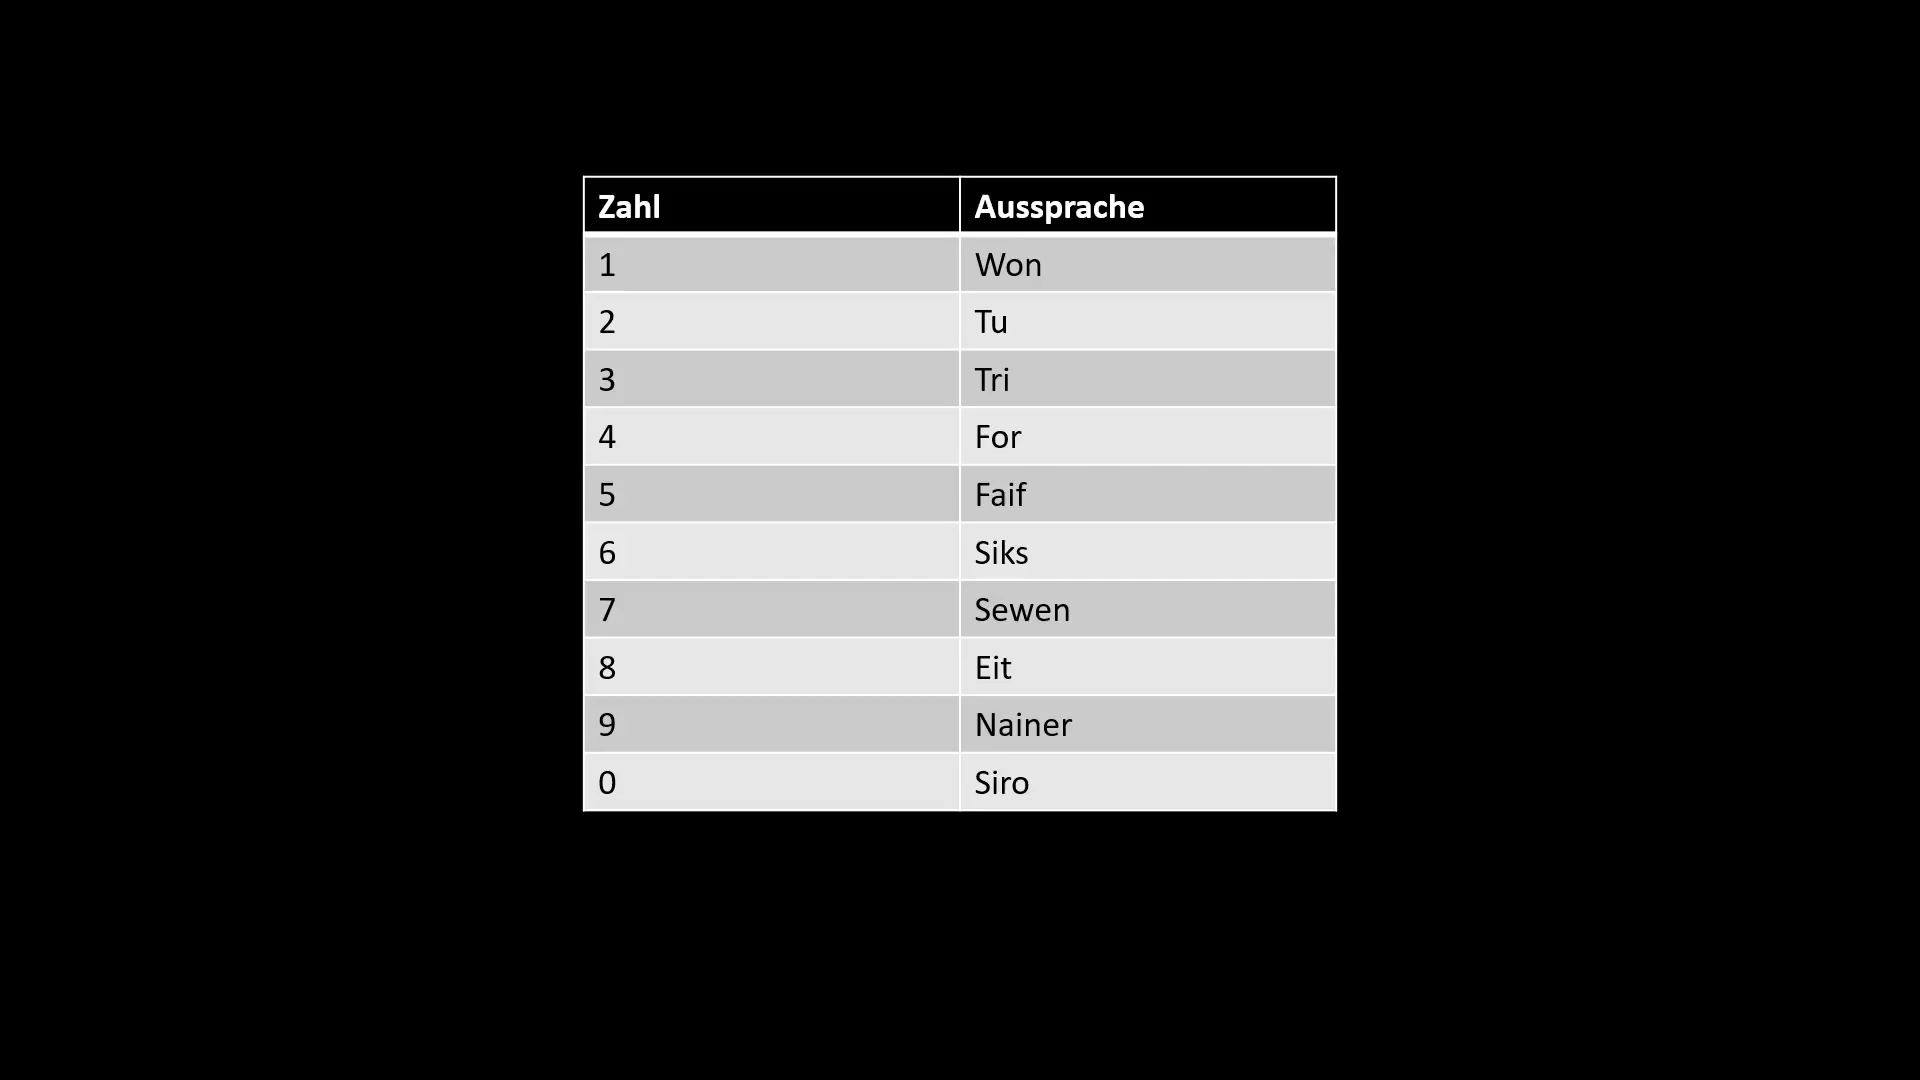 Zahl Aussprache
1 Won
2 Tu
3 Tri
4 For
5 Faif
6 Siks
7 Sewen
8 Eit
9 Nainer
0 Siro